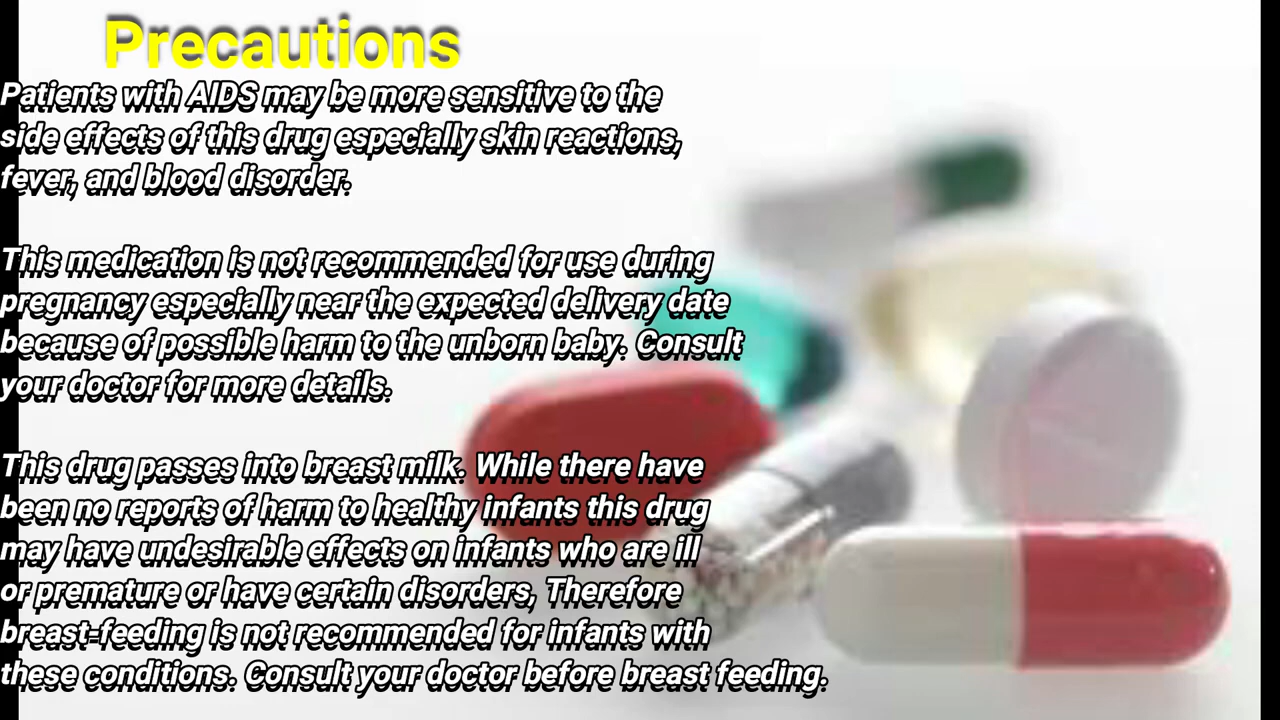 Precautions
Patients with AIDS may be more sensitive to the
side effects of this drug especially skin reactions,
fever, and blood disorder.
This medication is not recommended for use during
pregnancy especially near the expected delivery date
because of possible harm to the unborn baby. Consult
your doctor for more details.
This drug passes into breast milk. While there have
been no reports of harm to healthy infants this drug
may have undesirable effects on infants who are ill
or premature or have certain disorders, Therefore
breast-feeding is not recommended for infants with
these conditions. Consult your doctor before breast feeding.